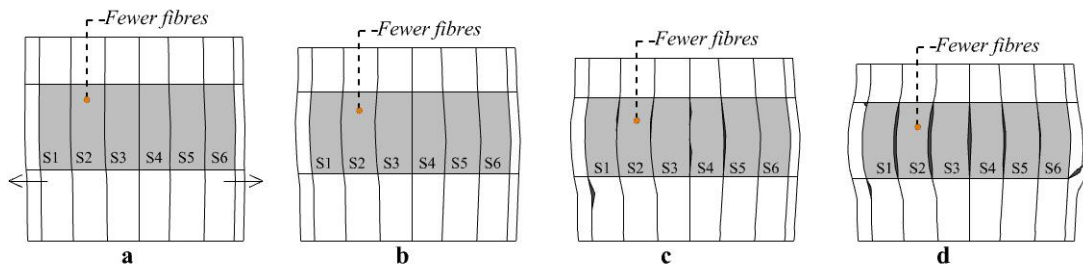 -Fewer fibres
S1 S2 S3 S4 S5 S6
a
-Fewer fibres
S1 S2 S3 S4 S5 S6
b
-Fewer fibres
S1 S2 S3 S4 S5 S6
c
-Fewer fibres
S1 S2 S3 S4 S5 S6
d